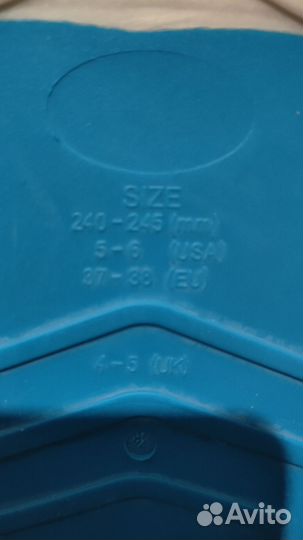 SIZE
240-245 (mm)
5-6 (USA)
37-38 (EU)
4-5 (UK)
Avito